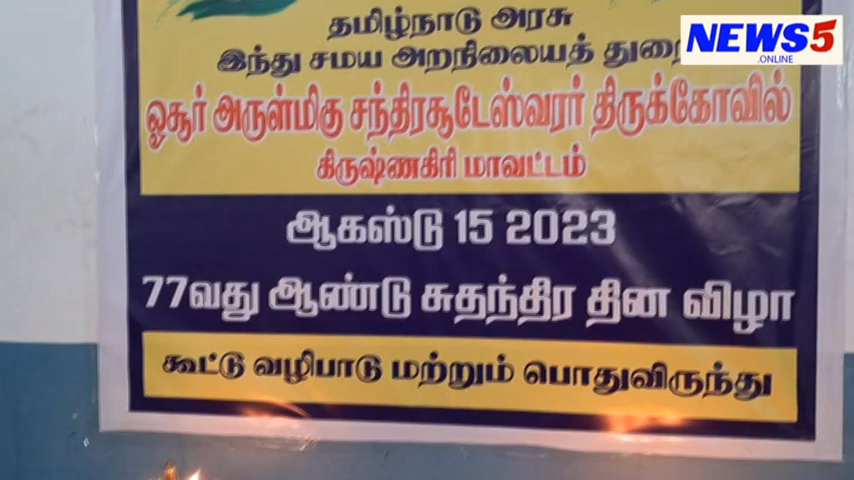 தமிழ்நாடு அரசு
இந்து சமய அறநிலையத் துறை
ஓசூர் அருள்மிகு சந்திரசூடேஸ்வரர் திருக்கோவில்
கிருஷ்ணகிரி மாவட்டம்
ஆகஸ்டு 15 2023
77வது ஆண்டு சுதந்திர தின விழா
கூட்டு வழிபாடு மற்றும் பொதுவிருந்து
NEWS5
.ONLINE